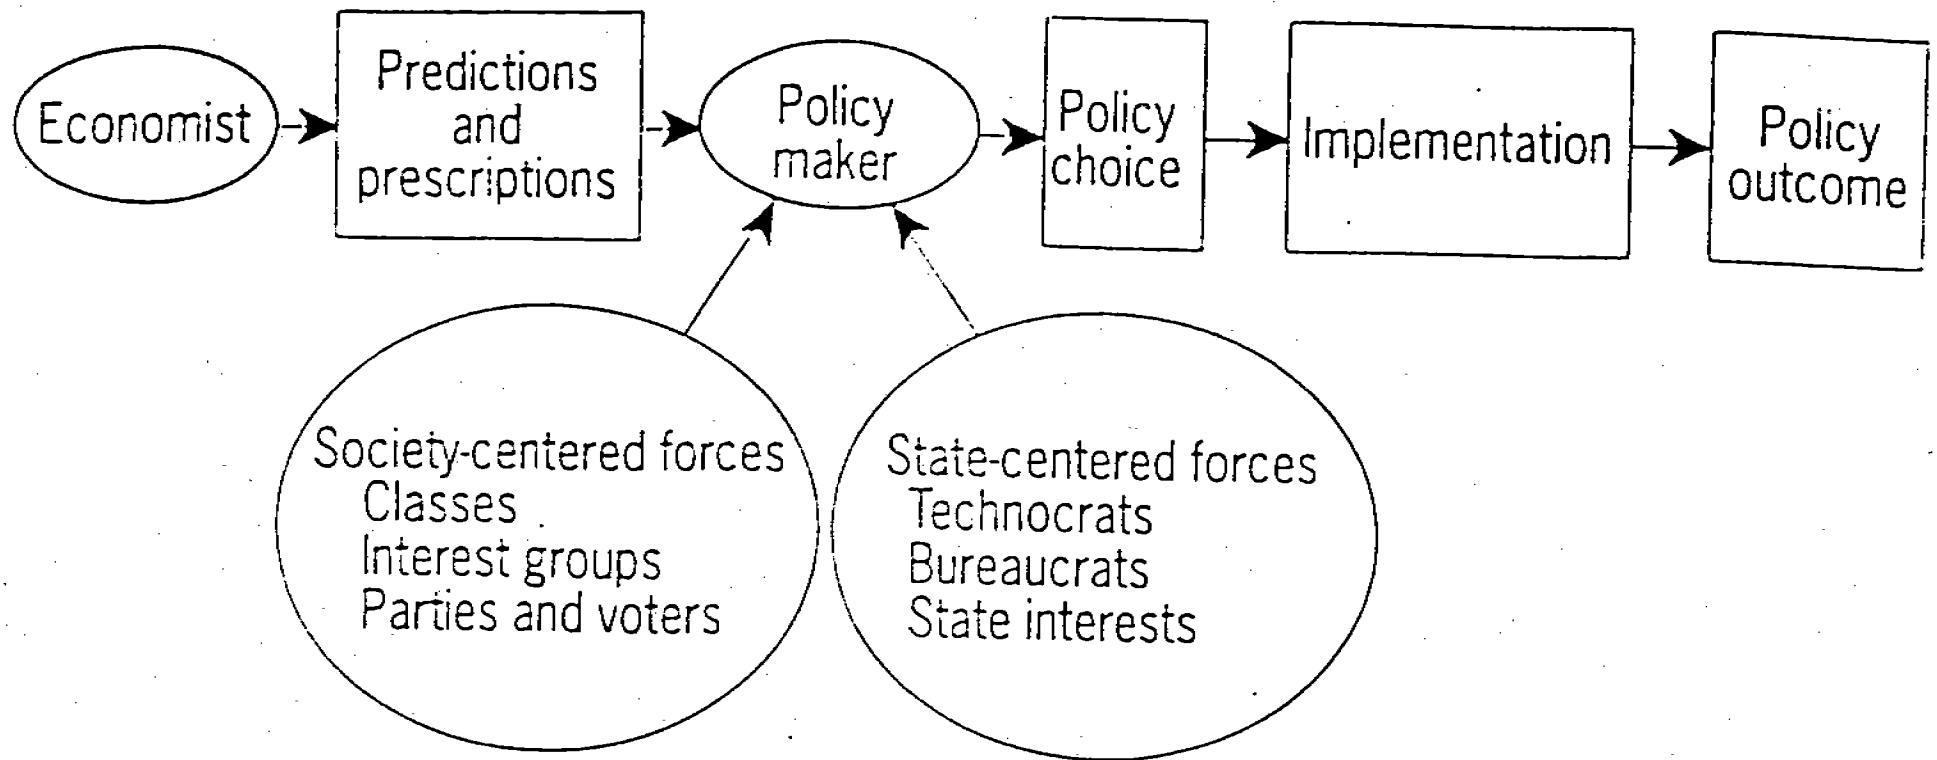 Economist
Predictions
and
prescriptions
Policy
maker
Policy
choice
Implementation
Policy
outcome
Society-centered forces
Classes
Interest groups
Parties and voters
State-centered forces
Technocrats
Bureaucrats
State interests